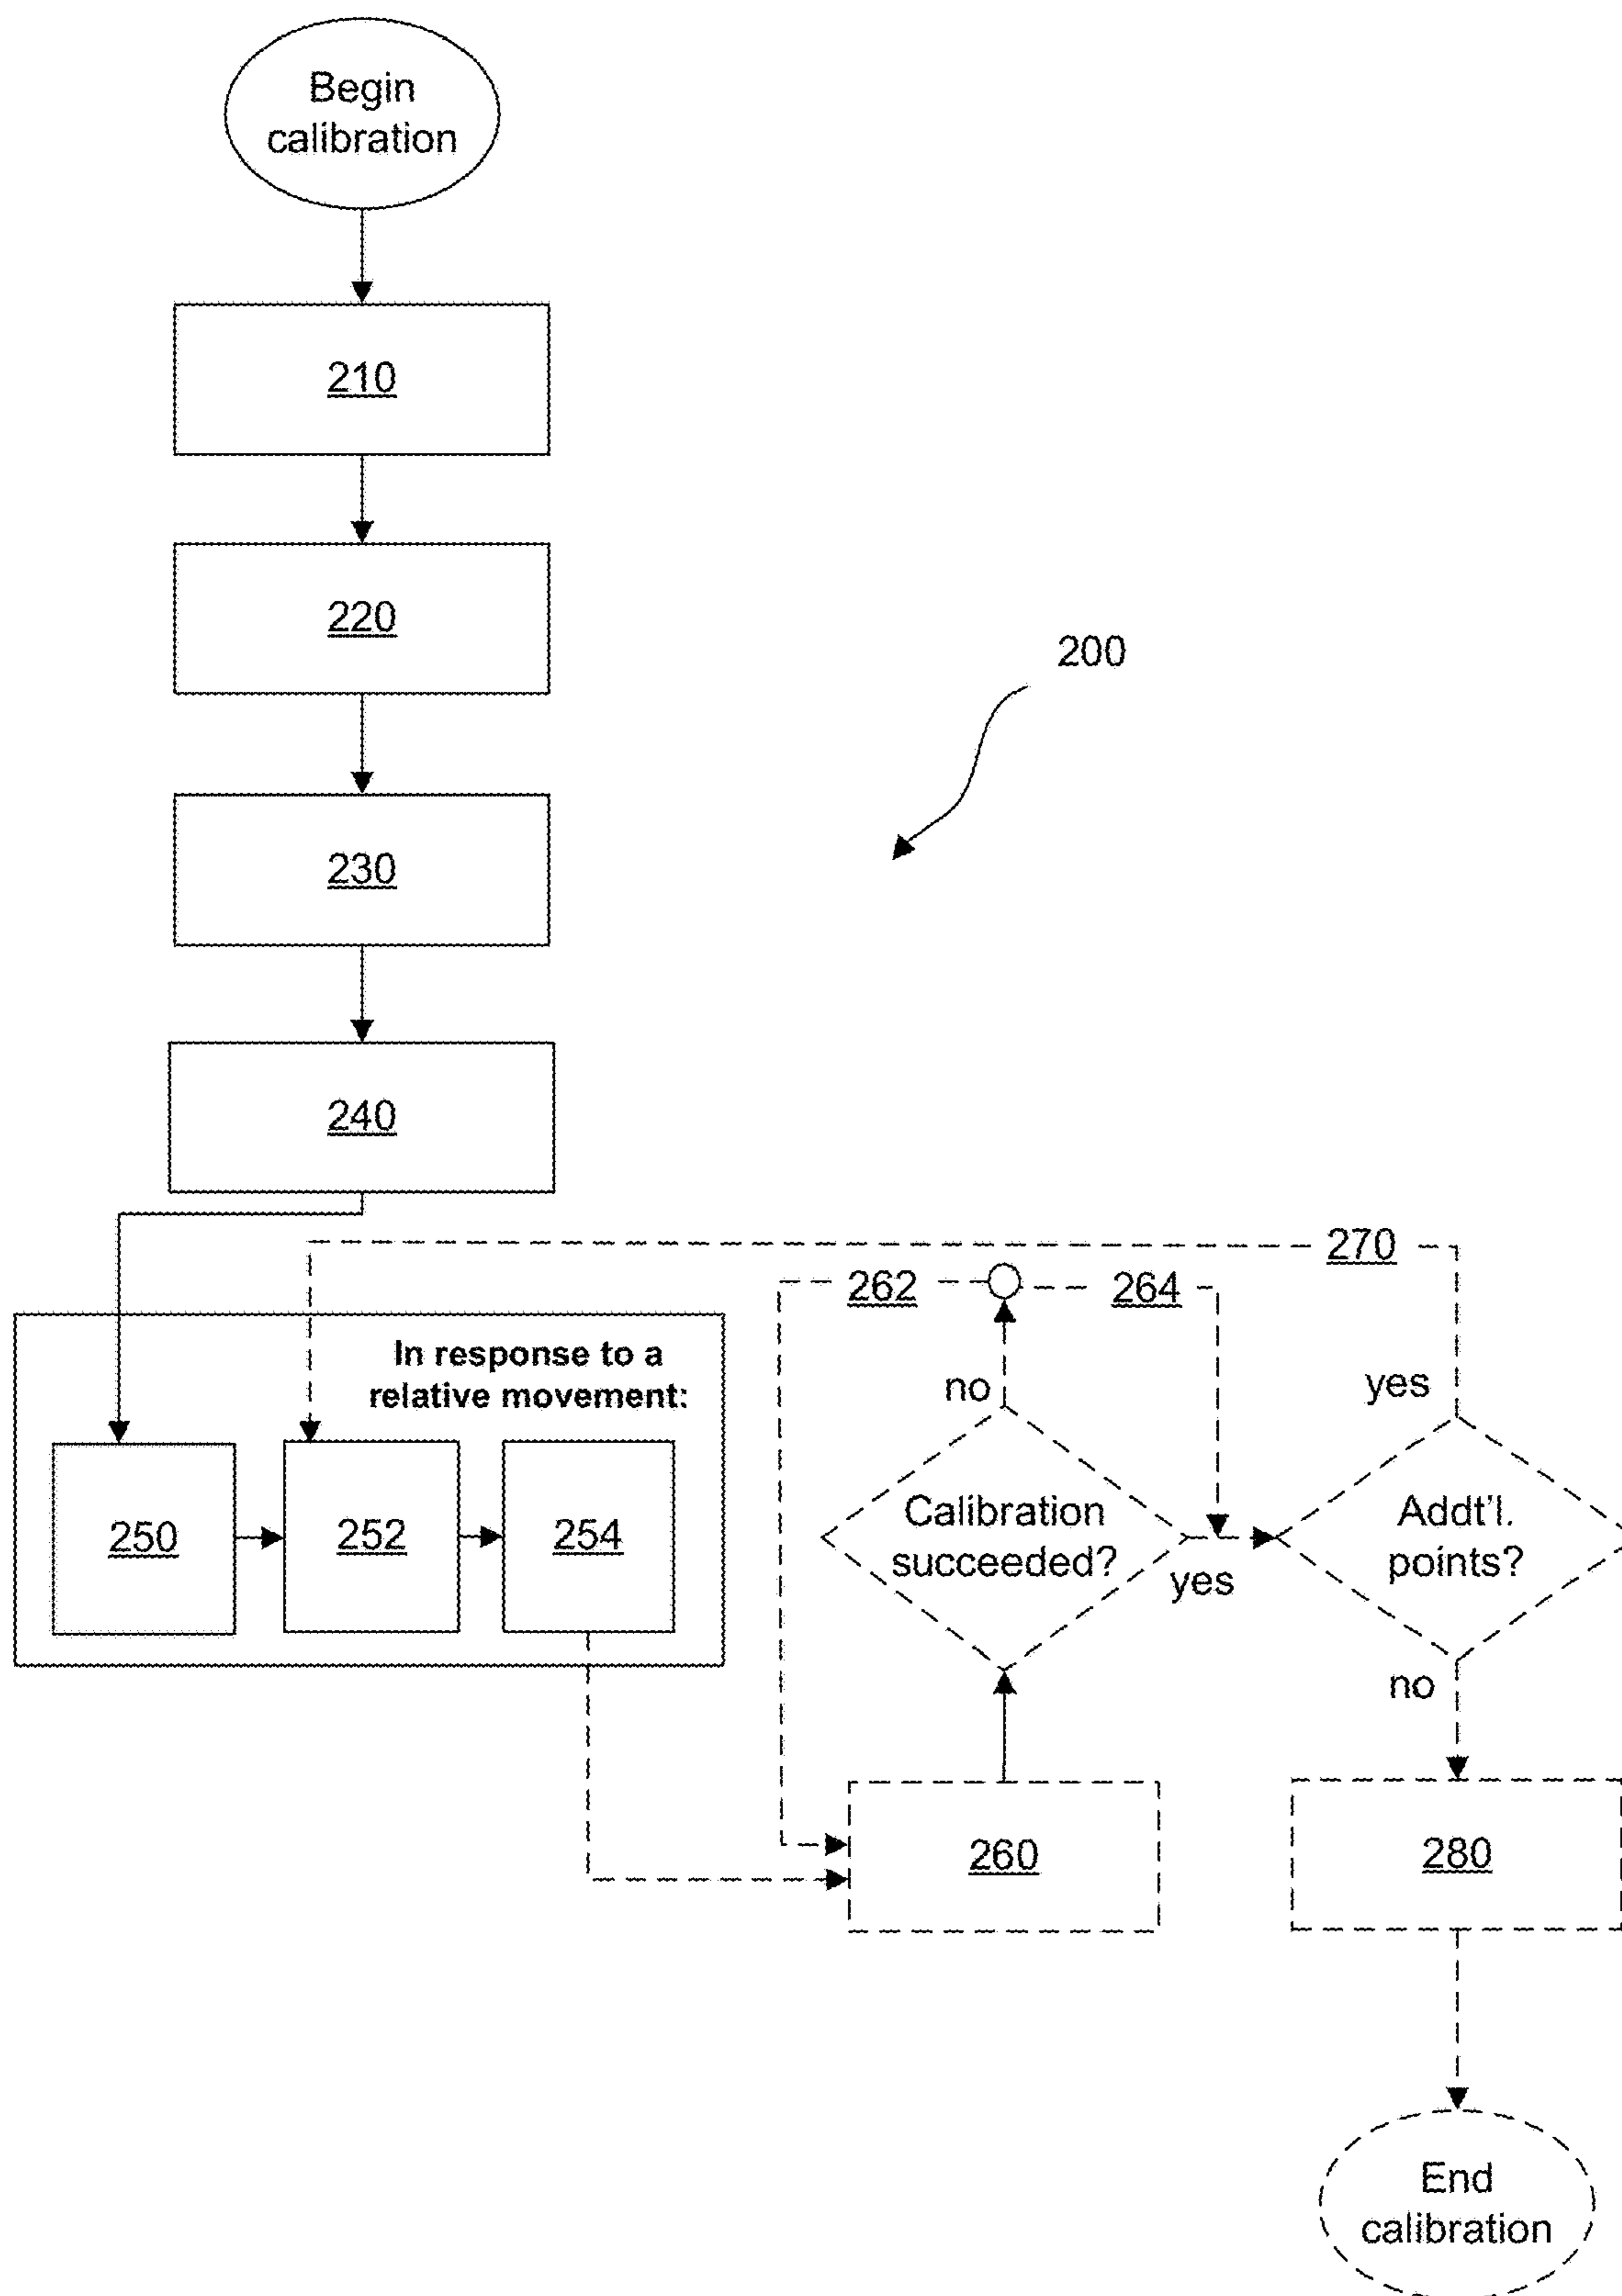 Begin
calibration
210
220
200
230
240
270
262
264
In response to a
relative movement:
no
yes
250
252
254
Calibration
succeeded?
yes
Addt'l.
points?
no
260
280
End
calibration